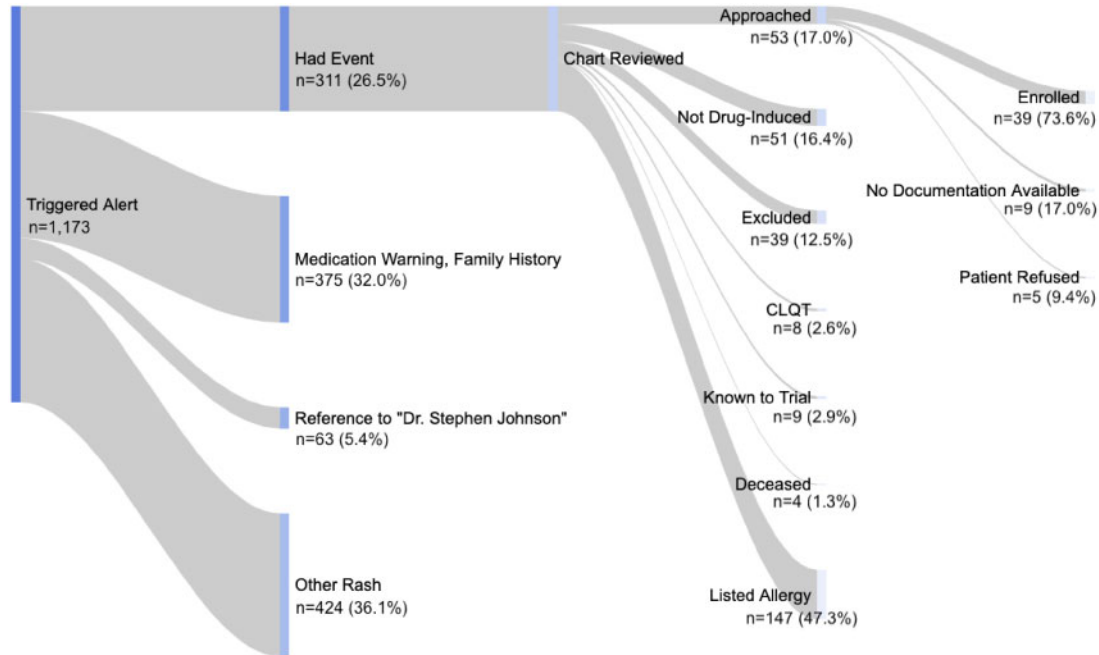 Triggered Alert
n=1,173
Had Event
n=311 (26.5%)
Medication Warning, Family History
n=375 (32.0%)
Reference to "Dr. Stephen Johnson"
n=63 (5.4%)
Other Rash
n=424 (36.1%)
Chart Reviewed
Approached
n=53 (17.0%)
Not Drug-Induced
n=51 (16.4%)
Excluded
n=39 (12.5%)
CLQT
n=8 (2.6%)
Known to Trial
n=9 (2.9%)
Deceased
n=4 (1.3%)
Listed Allergy
n=147 (47.3%)
Enrolled
n=39 (73.6%)
No Documentation Available
n=9 (17.0%)
Patient Refused
n=5 (9.4%)